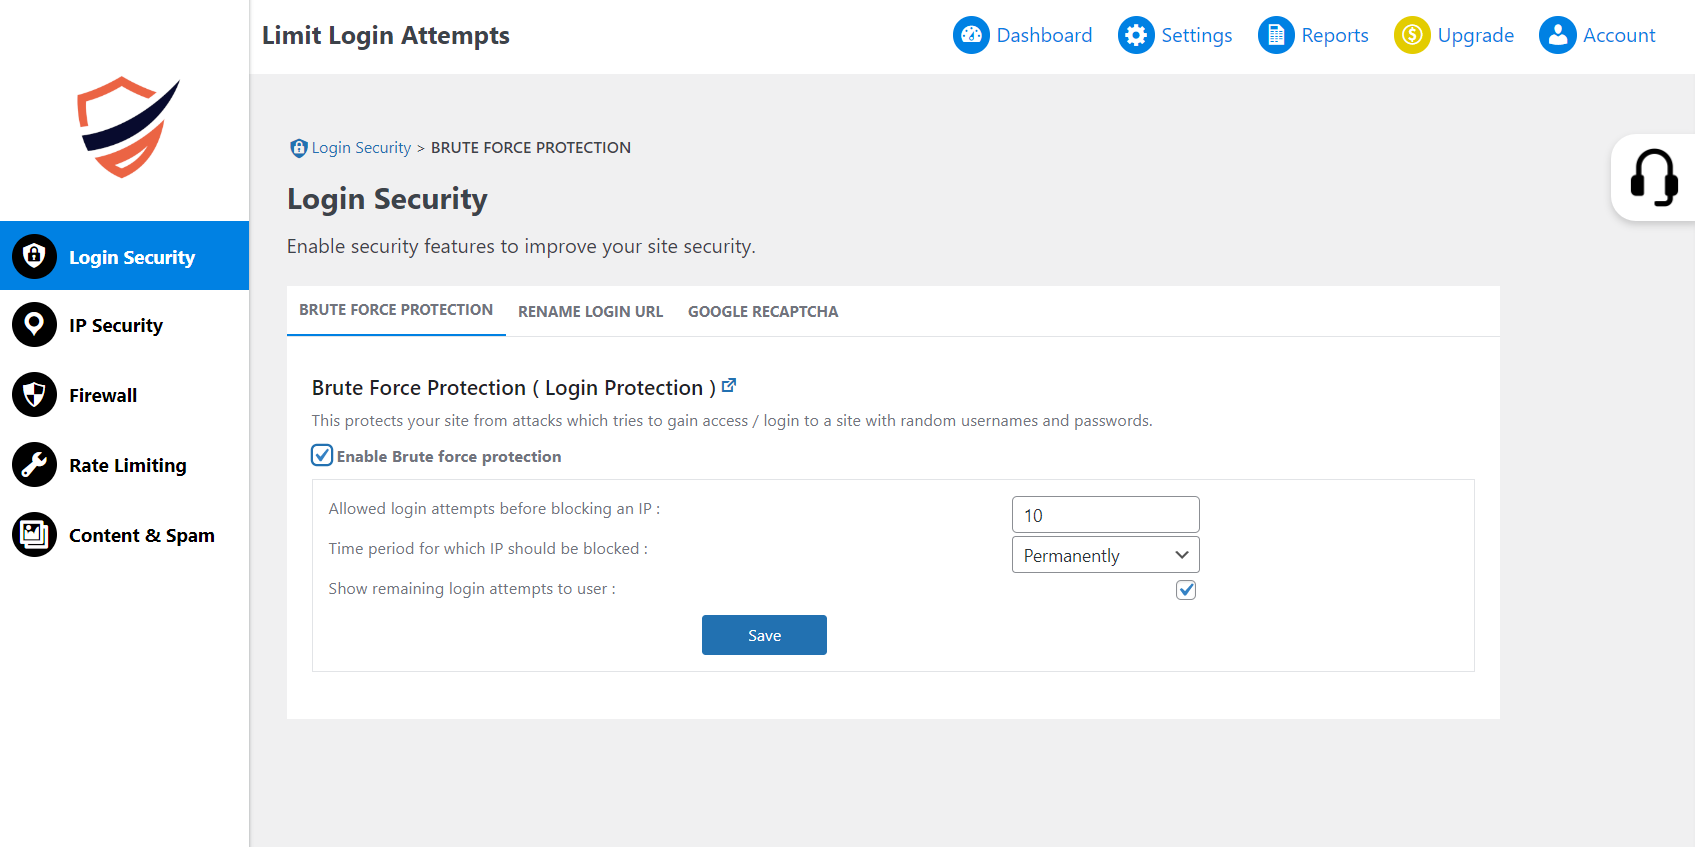 Limit Login Attempts
Dashboard
Settings
Reports
Upgrade
Account
Login Security
IP Security
Firewall
Rate Limiting
Content & Spam
Login Security > BRUTE FORCE PROTECTION
Login Security
Enable security features to improve your site security.
BRUTE FORCE PROTECTION
RENAME LOGIN URL
GOOGLE RECAPTCHA
Brute Force Protection ( Login Protection )
This protects your site from attacks which tries to gain access / login to a site with random usernames and passwords.
Enable Brute force protection
Allowed login attempts before blocking an IP :
10
Time period for which IP should be blocked :
Permanently
Show remaining login attempts to user :
Save